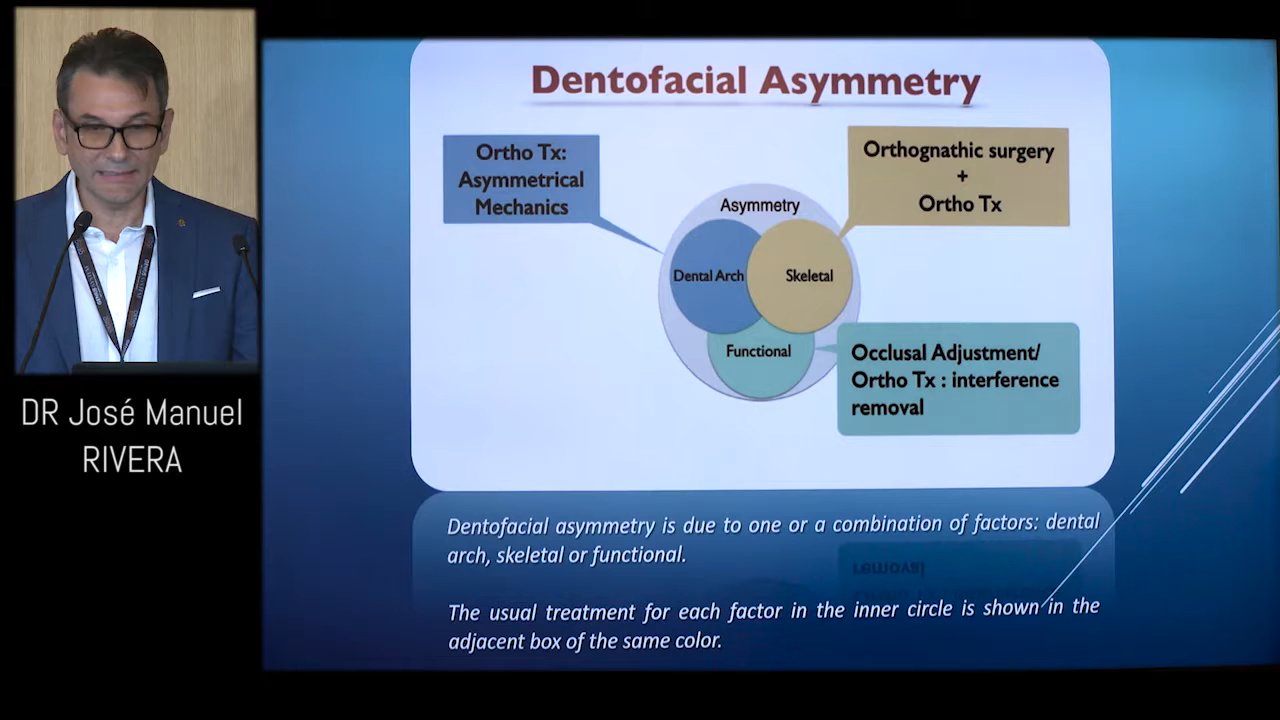 DR José Manuel
RIVERA
Dentofacial Asymmetry
Ortho Tx:
Asymmetrical
Mechanics
Orthognathic surgery
+
Ortho Tx
Asymmetry
Dental Arch
Skeletal
Functional
Occlusal Adjustment/
Ortho Tx : interference
removal
Dentofacial asymmetry is due to one or a combination of factors: dental
arch, skeletal or functional.
The usual treatment for each factor in the inner circle is shown in the
adjacent box of the same color.